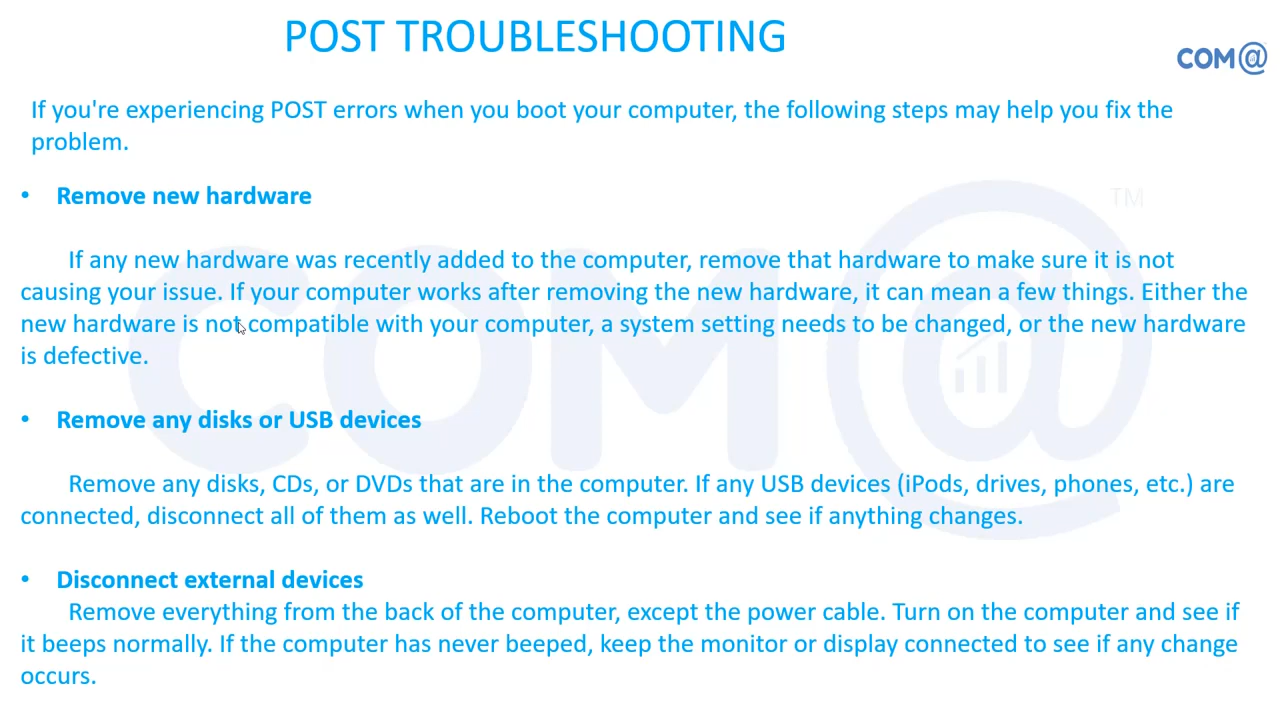 POST TROUBLESHOOTING
COM@
If you're experiencing POST errors when you boot your computer, the following steps may help you fix the
problem.
• Remove new hardware
If any new hardware was recently added to the computer, remove that hardware to make sure it is not
causing your issue. If your computer works after removing the new hardware, it can mean a few things. Either the
new hardware is not compatible with your computer, a system setting needs to be changed, or the new hardware
is defective.
• Remove any disks or USB devices
Remove any disks, CDs, or DVDs that are in the computer. If any USB devices (iPods, drives, phones, etc.) are
connected, disconnect all of them as well. Reboot the computer and see if anything changes.
• Disconnect external devices
Remove everything from the back of the computer, except the power cable. Turn on the computer and see if
it beeps normally. If the computer has never beeped, keep the monitor or display connected to see if any change
occurs.
COM@ TM